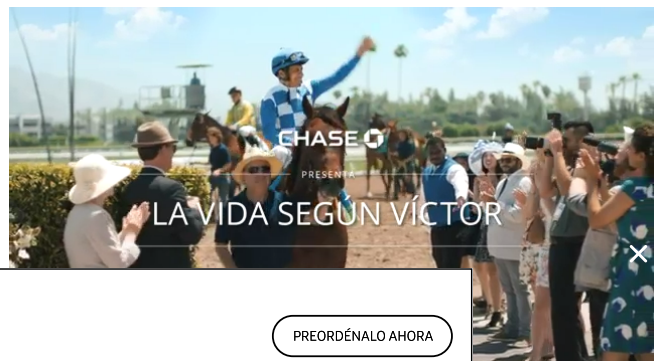 CHASE
PRESENTA
LA VIDA SEGÚN VÍCTOR
PREORDÉNALO AHORA